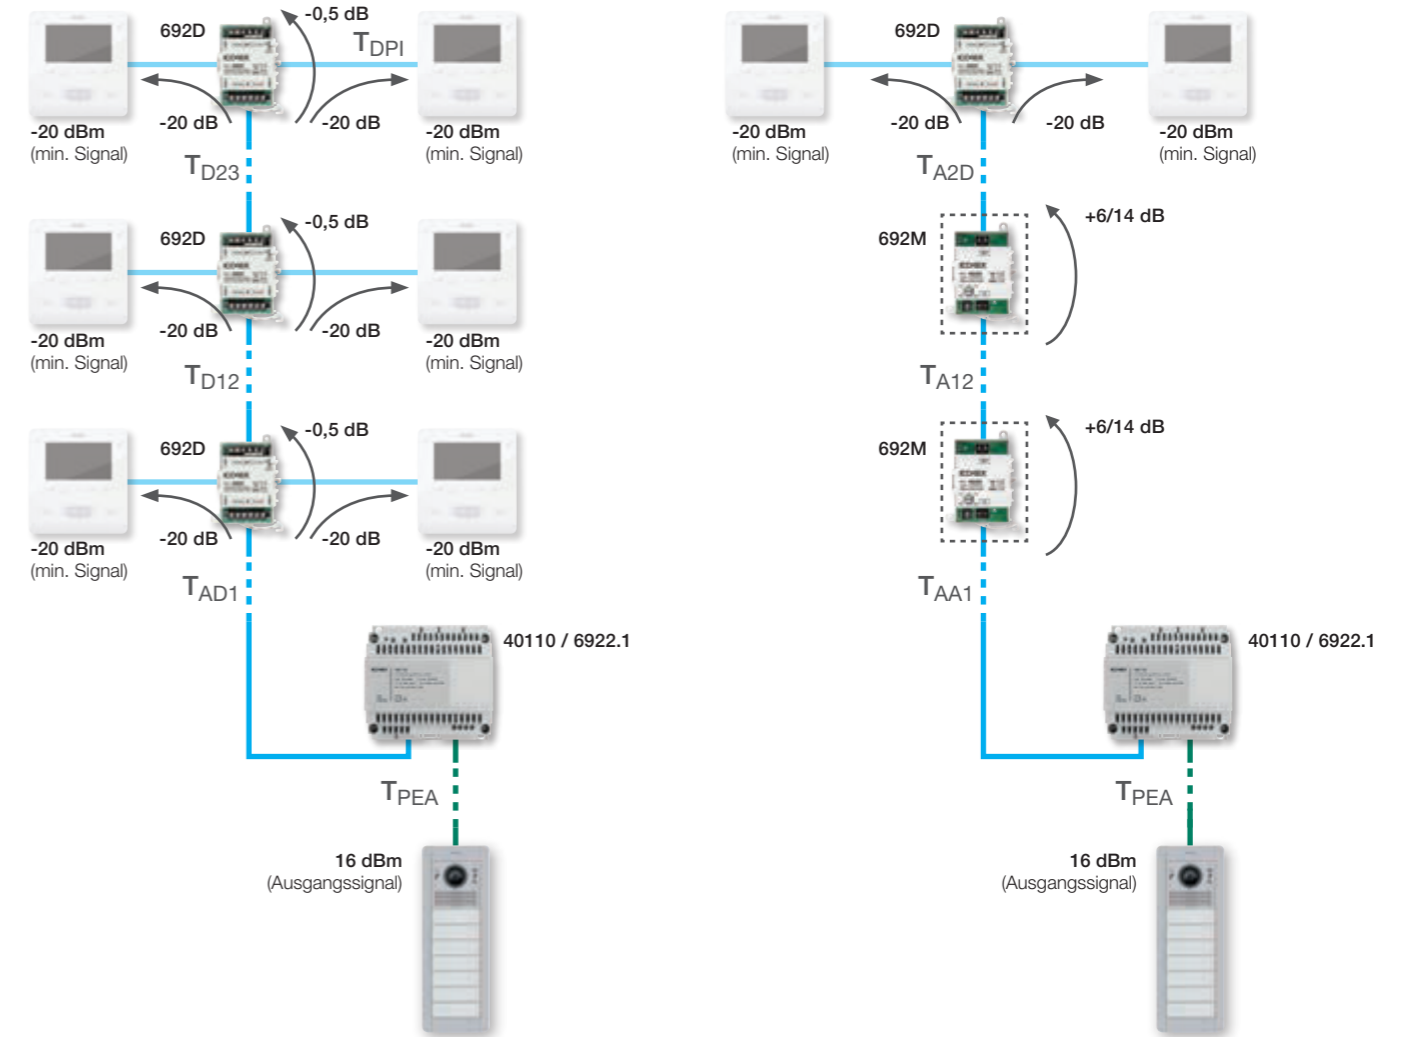 -0,5 dB
692D
TDPI
-20 dB
-20 dB
-20 dBm
(min. Signal)
-20 dBm
(min. Signal)
TD23
-0,5 dB
692D
-20 dB
-20 dB
-20 dBm
(min. Signal)
-20 dBm
(min. Signal)
TD12
-0,5 dB
692D
-20 dB
-20 dB
-20 dBm
(min. Signal)
-20 dBm
(min. Signal)
TAD1
40110 / 6922.1
TPEA
16 dBm
(Ausgangssignal)
692D
-20 dB
-20 dB
-20 dBm
(min. Signal)
-20 dBm
(min. Signal)
TA2D
+6/14 dB
692M
TA12
+6/14 dB
692M
TAA1
40110 / 6922.1
TPEA
16 dBm
(Ausgangssignal)